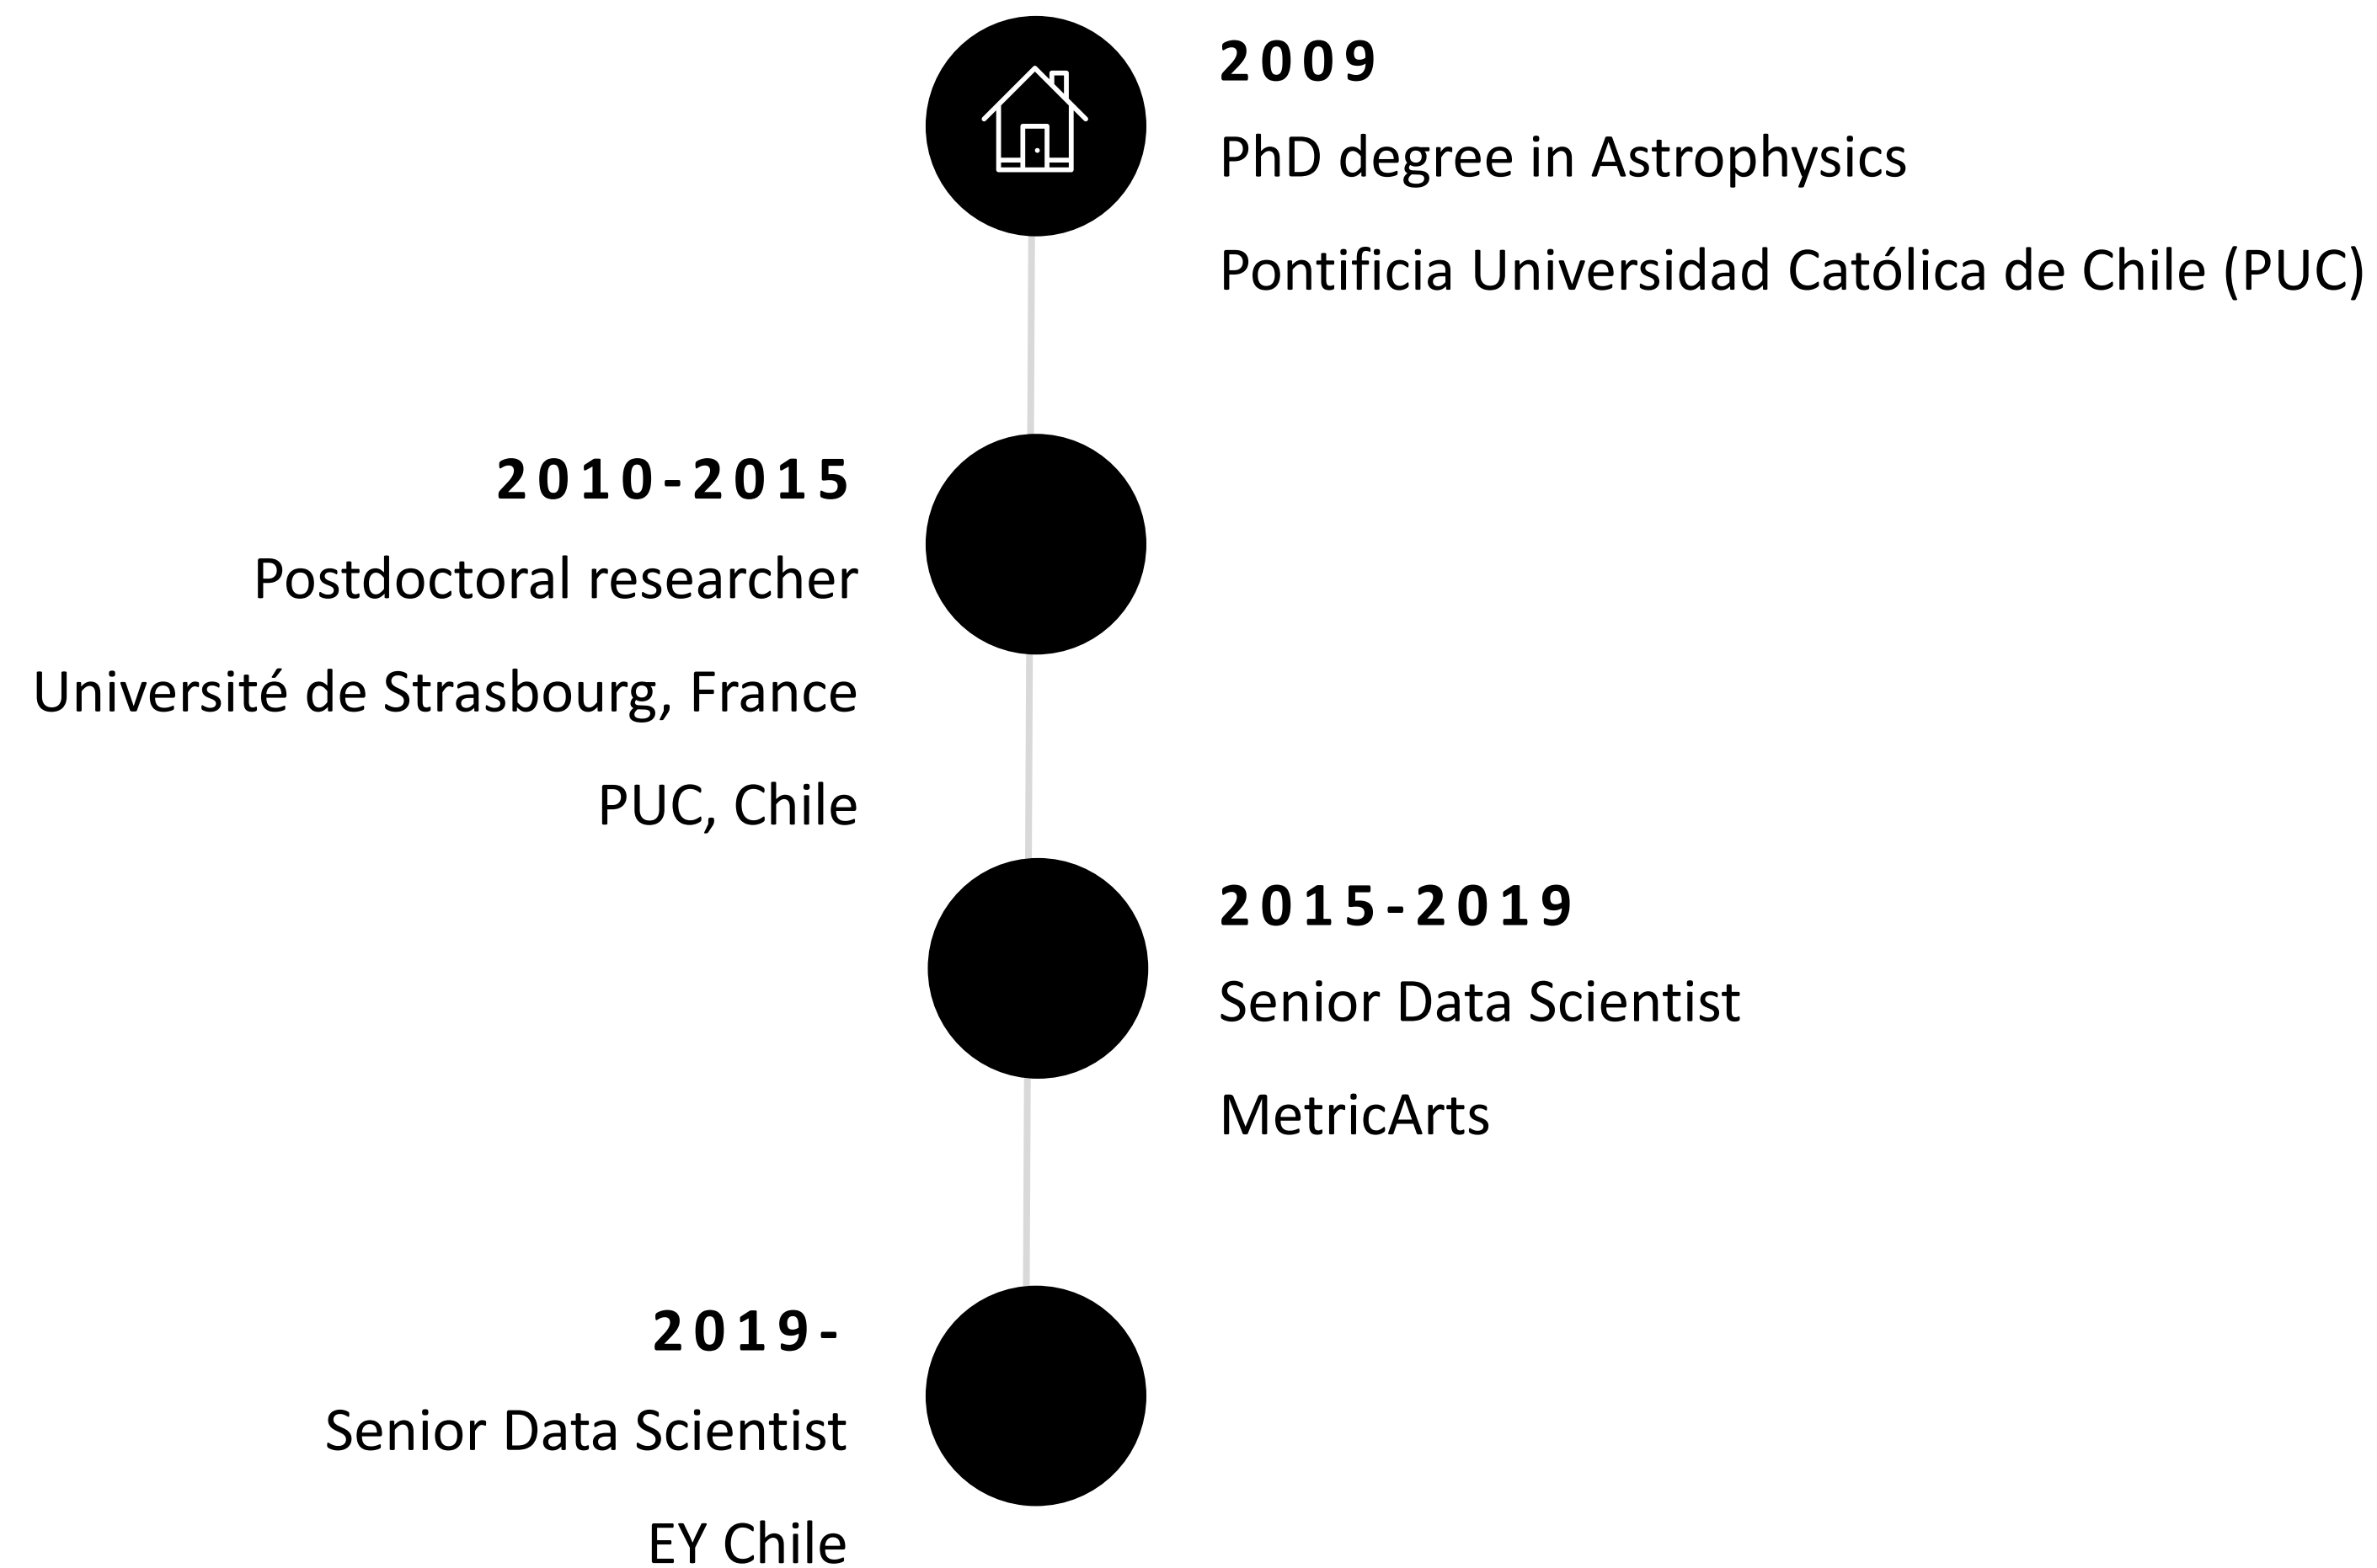 2009
PhD degree in Astrophysics
Pontificia Universidad Católica de Chile (PUC)
2010-2015
Postdoctoral researcher
Université de Strasbourg, France
PUC, Chile
2015-2019
Senior Data Scientist
MetricArts
2019-
Senior Data Scientist
EY Chile